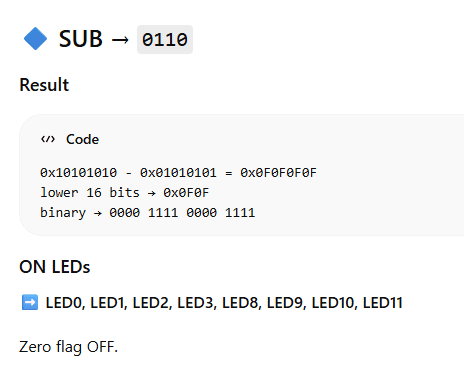 SUB → 0110
Result
Code
0x10101010 - 0x01010101 = 0x0F0F0F0F
lower 16 bits → 0x0F0F
binary → 0000 1111 0000 1111
ON LEDs
LED0, LED1, LED2, LED3, LED8, LED9, LED10, LED11
Zero flag OFF.